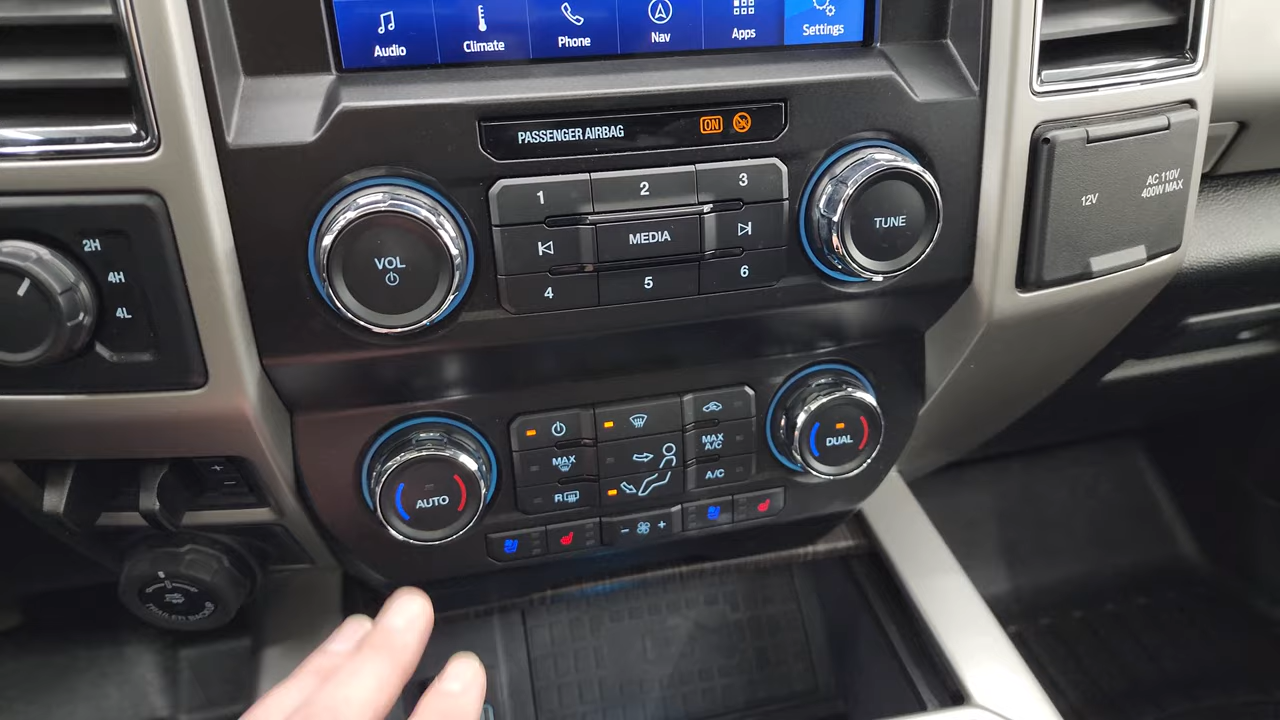 Audio
Climate
Phone
Nav
Apps
Settings
PASSENGER AIRBAG
ON
2H
4H
4L
VOL
1
2
3
MEDIA
4
5
6
TUNE
12V
AC 110V
400W MAX
AUTO
MAX
R
MAX
A/C
A/C
DUAL
+
-
- +
TRAILER BACKUP